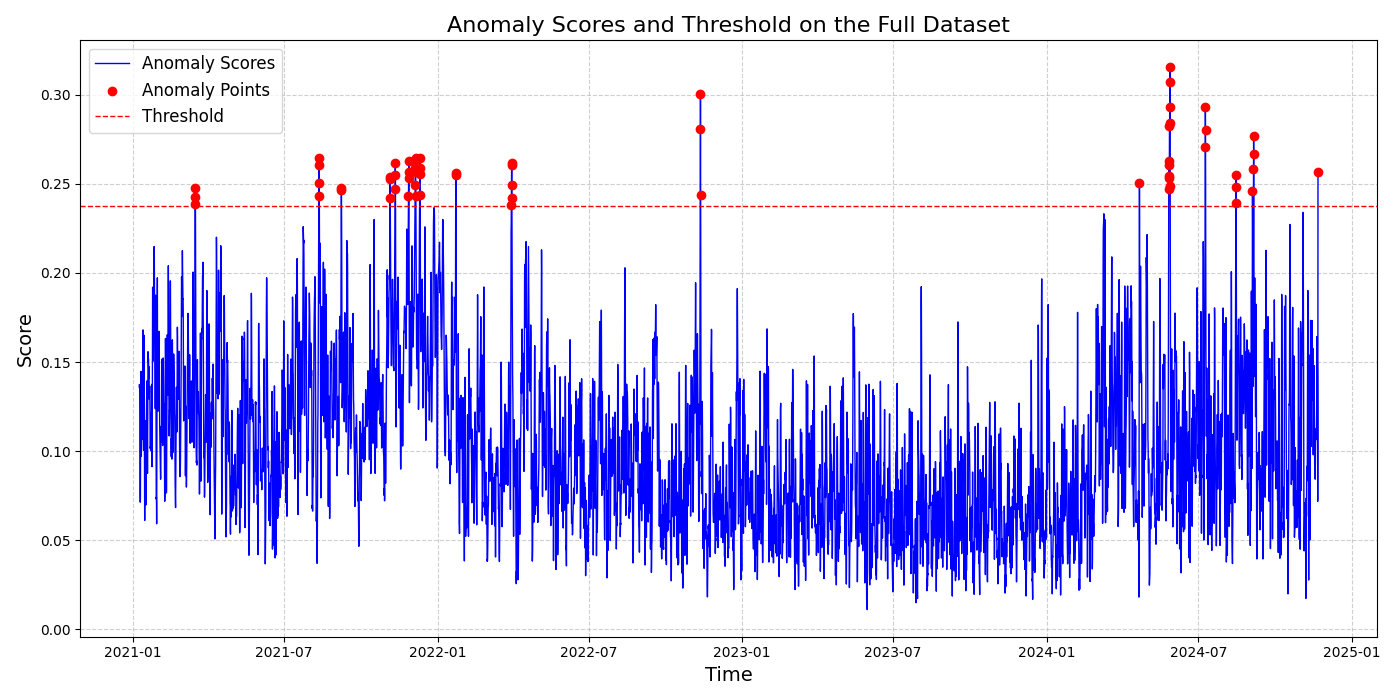 Anomaly Scores and Threshold on the Full Dataset
Anomaly Scores
Anomaly Points
Threshold
Score
0.30
0.25
0.20
0.15
0.10
0.05
0.00
2021-01 2021-07 2022-01 2022-07 2023-01 2023-07 2024-01 2024-07 2025-01
Time